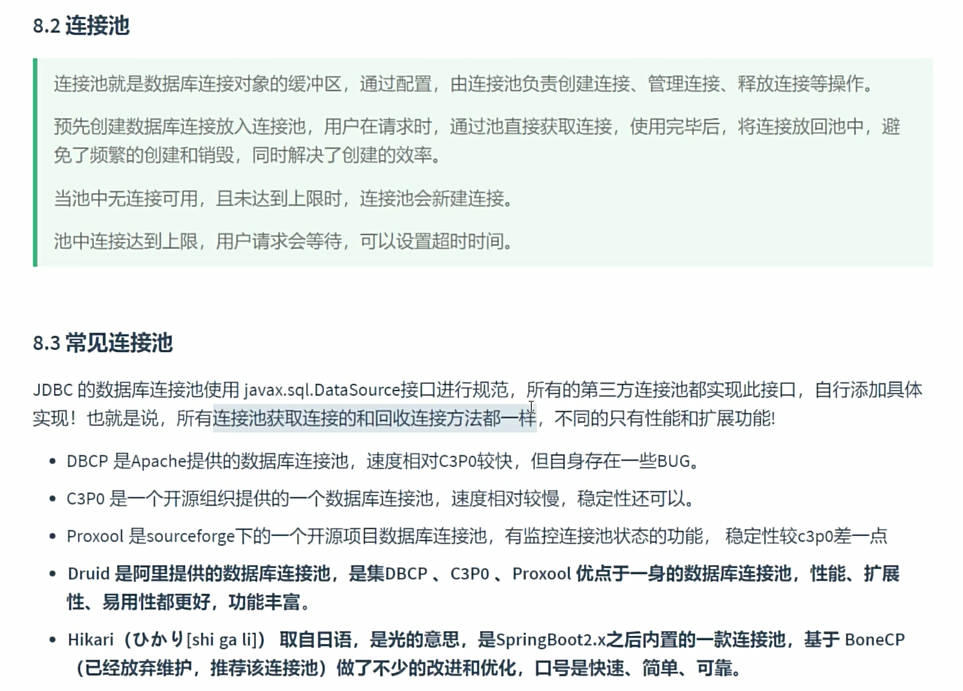 8.2 连接池
连接池就是数据库连接对象的缓冲区，通过配置，由连接池负责创建连接、管理连接、释放连接等操作。
预先创建数据库连接放入连接池，用户在请求时，通过池直接获取连接，使用完毕后，将连接放回池中，避
免了频繁的创建和销毁，同时解决了创建的效率。
当池中无连接可用，且未达到上限时，连接池会新建连接。
池中连接达到上限，用户请求会等待，可以设置超时时间。
8.3 常见连接池
JDBC 的数据库连接池使用 javax.sql.DataSource接口进行规范，所有的第三方连接池都实现此接口，自行添加具体
实现！也就是说，所有连接池获取连接的和回收连接方法都一样，不同的只有性能和扩展功能!
• DBCP 是Apache提供的数据库连接池，速度相对C3P0较快，但自身存在一些BUG。
• C3P0 是一个开源组织提供的一个数据库连接池，速度相对较慢，稳定性还可以。
• Proxool 是sourceforge下的一个开源项目数据库连接池，有监控连接池状态的功能， 稳定性较c3p0差一点
• Druid 是阿里提供的数据库连接池，是集DBCP 、C3P0 、Proxool 优点于一身的数据库连接池，性能、扩展
性、易用性都更好，功能丰富。
• Hikari（ひかり[shi ga li]） 取自日语，是光的意思，是SpringBoot2.x之后内置的一款连接池，基于 BoneCP
（已经放弃维护，推荐该连接池）做了不少的改进和优化，口号是快速、简单、可靠。